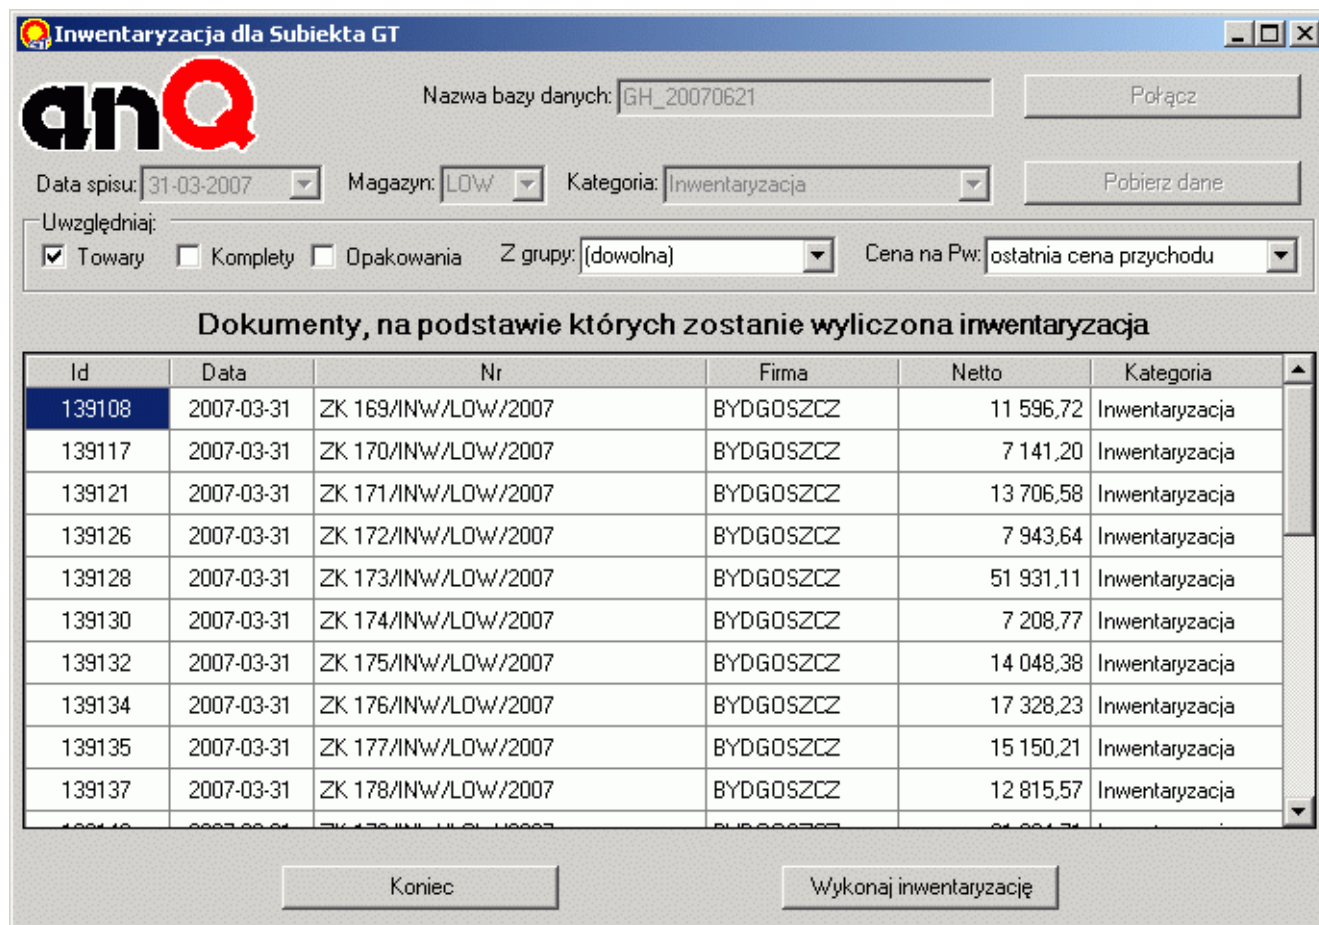 Inwentaryzacja dla Subiekta GT
anQ
Nazwa bazy danych: GH_20070621 Połącz
Data spisu: 31-03-2007 Magazyn: LOW Kategoria: Inwentaryzacja Pobierz dane
Uwzględniaj:
Towary Komplety Opakowania Z grupy: (dowolna) Cena na Pw: ostatnia cena przychodu
Dokumenty, na podstawie których zostanie wyliczona inwentaryzacja
Id Data Nr Firma Netto Kategoria
139108 2007-03-31 ZK 169/INW/LOW/2007 BYDGOSZCZ 11 596,72 Inwentaryzacja
139117 2007-03-31 ZK 170/INW/LOW/2007 BYDGOSZCZ 7 141,20 Inwentaryzacja
139121 2007-03-31 ZK 171/INW/LOW/2007 BYDGOSZCZ 13 706,58 Inwentaryzacja
139126 2007-03-31 ZK 172/INW/LOW/2007 BYDGOSZCZ 7 943,64 Inwentaryzacja
139128 2007-03-31 ZK 173/INW/LOW/2007 BYDGOSZCZ 51 931,11 Inwentaryzacja
139130 2007-03-31 ZK 174/INW/LOW/2007 BYDGOSZCZ 7 208,77 Inwentaryzacja
139132 2007-03-31 ZK 175/INW/LOW/2007 BYDGOSZCZ 14 048,38 Inwentaryzacja
139134 2007-03-31 ZK 176/INW/LOW/2007 BYDGOSZCZ 17 328,23 Inwentaryzacja
139135 2007-03-31 ZK 177/INW/LOW/2007 BYDGOSZCZ 15 150,21 Inwentaryzacja
139137 2007-03-31 ZK 178/INW/LOW/2007 BYDGOSZCZ 12 815,57 Inwentaryzacja
Koniec Wykonaj inwentaryzację